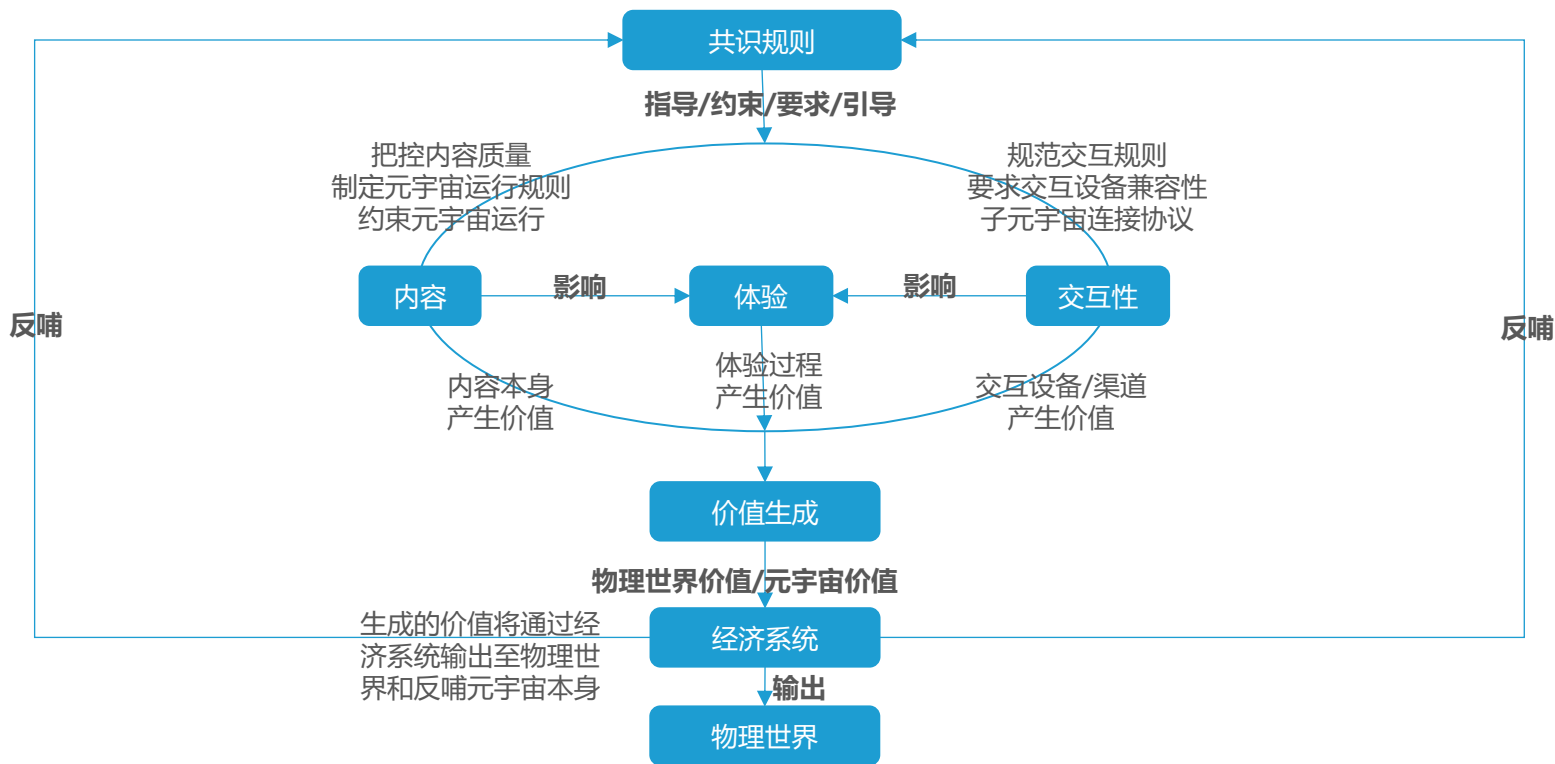 共识规则
指导/约束/要求/引导
把控内容质量
制定元宇宙运行规则
约束元宇宙运行
规范交互规则
要求交互设备兼容性
子元宇宙连接协议
内容
影响
体验
影响
交互性
反哺
反哺
内容本身
产生价值
体验过程
产生价值
交互设备/渠道
产生价值
价值生成
物理世界价值/元宇宙价值
生成的价值将通过经
济系统输出至物理世
界和反哺元宇宙本身
经济系统
输出
物理世界